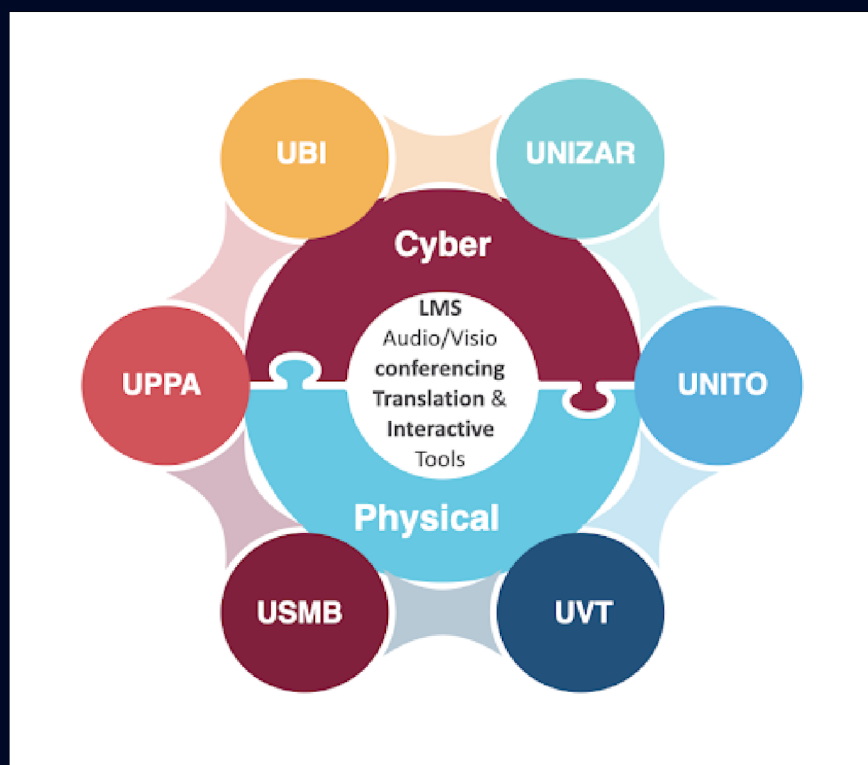 UBI
UNIZAR
Cyber
LMS
Audio/Visio
conferencing
Translation &
Interactive
Tools
UPPA
UNITO
Physical
USMB
UVT